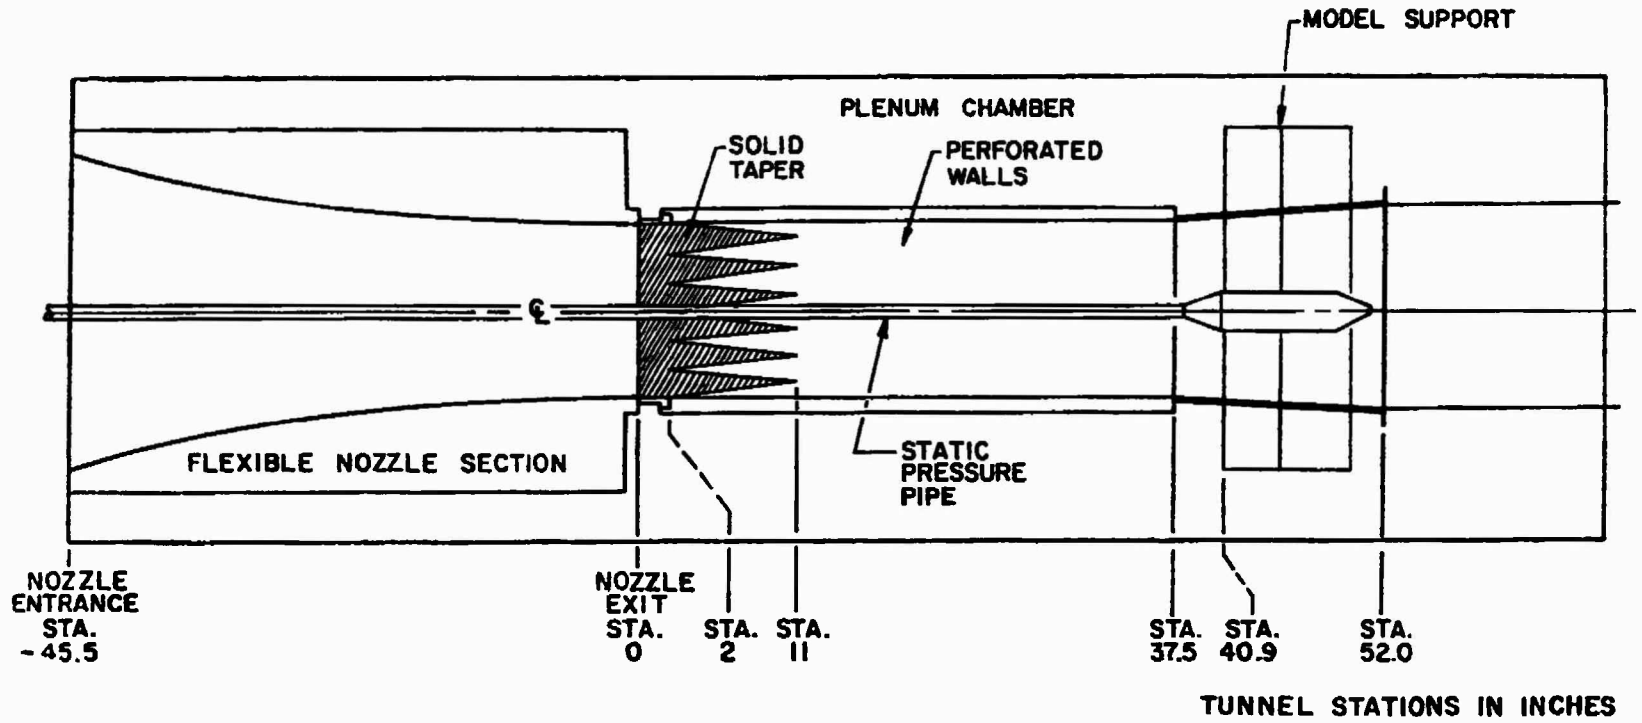 MODEL SUPPORT
PLENUM CHAMBER
SOLID
TAPER
PERFORATED
WALLS
℄
STATIC
PRESSURE
PIPE
FLEXIBLE NOZZLE SECTION
NOZZLE
ENTRANCE
STA.
-45.5
NOZZLE
EXIT
STA.
0
STA.
2
STA.
11
STA.
37.5
STA.
40.9
STA.
52.0
TUNNEL STATIONS IN INCHES